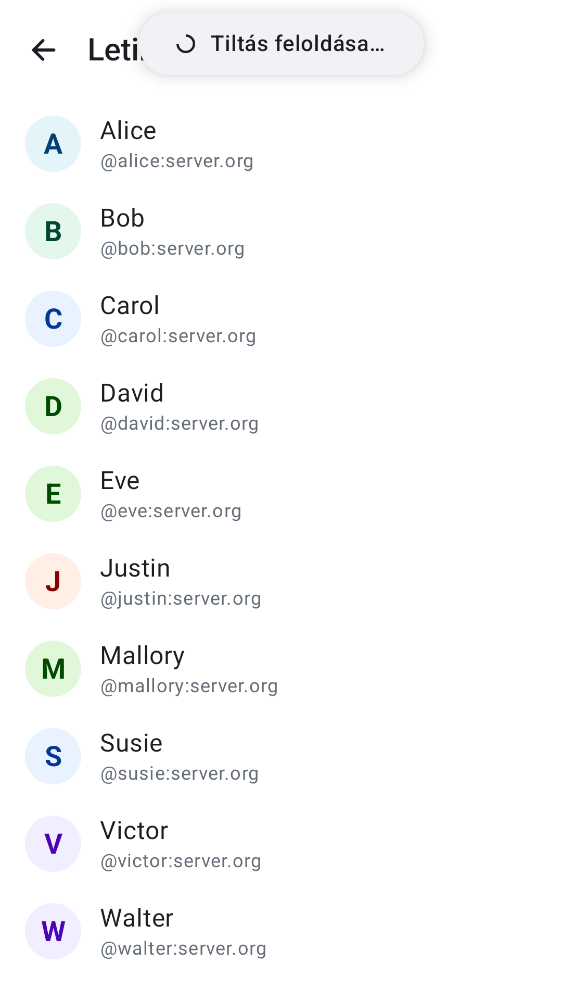 Tiltás feloldása…
A
Alice
@alice:server.org
B
Bob
@bob:server.org
C
Carol
@carol:server.org
D
David
@david:server.org
E
Eve
@eve:server.org
J
Justin
@justin:server.org
M
Mallory
@mallory:server.org
S
Susie
@susie:server.org
V
Victor
@victor:server.org
W
Walter
@walter:server.org